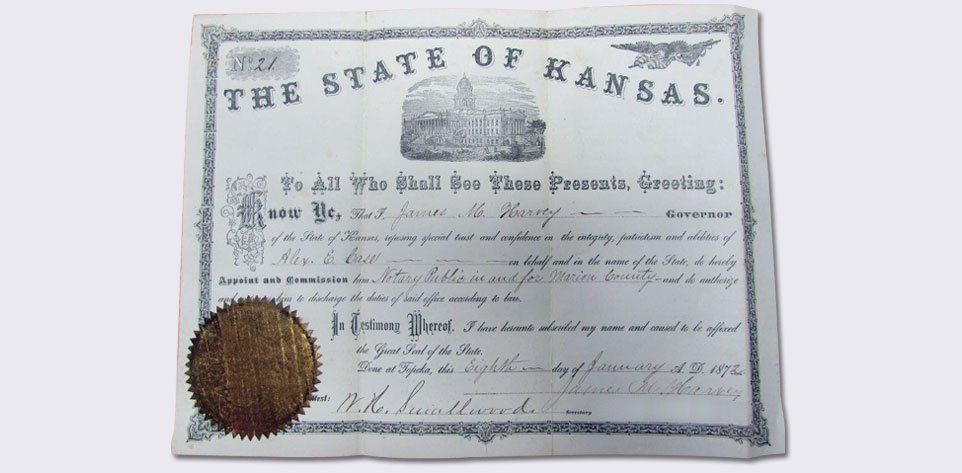 No. 21.
THE STATE OF KANSAS.
To All Who Shall See These Presents, Greeting:
Know Ye, That I, James M. Harvey Governor
of the State of Kansas, reposing special trust and confidence in the integrity, patriotism and abilities of
Alex. E. Case on behalf and in the name of the State, do hereby
Appoint and Commission him Notary Public in and for Marion County and do authorize
him to discharge the duties of said office according to law.
In Testimony Whereof, I have hereunto subscribed my name and caused to be affixed
the Great Seal of the State.
Done at Topeka, this Eighth day of January A. D. 1872
James M. Harvey
W. H. Smallwood. Secretary.